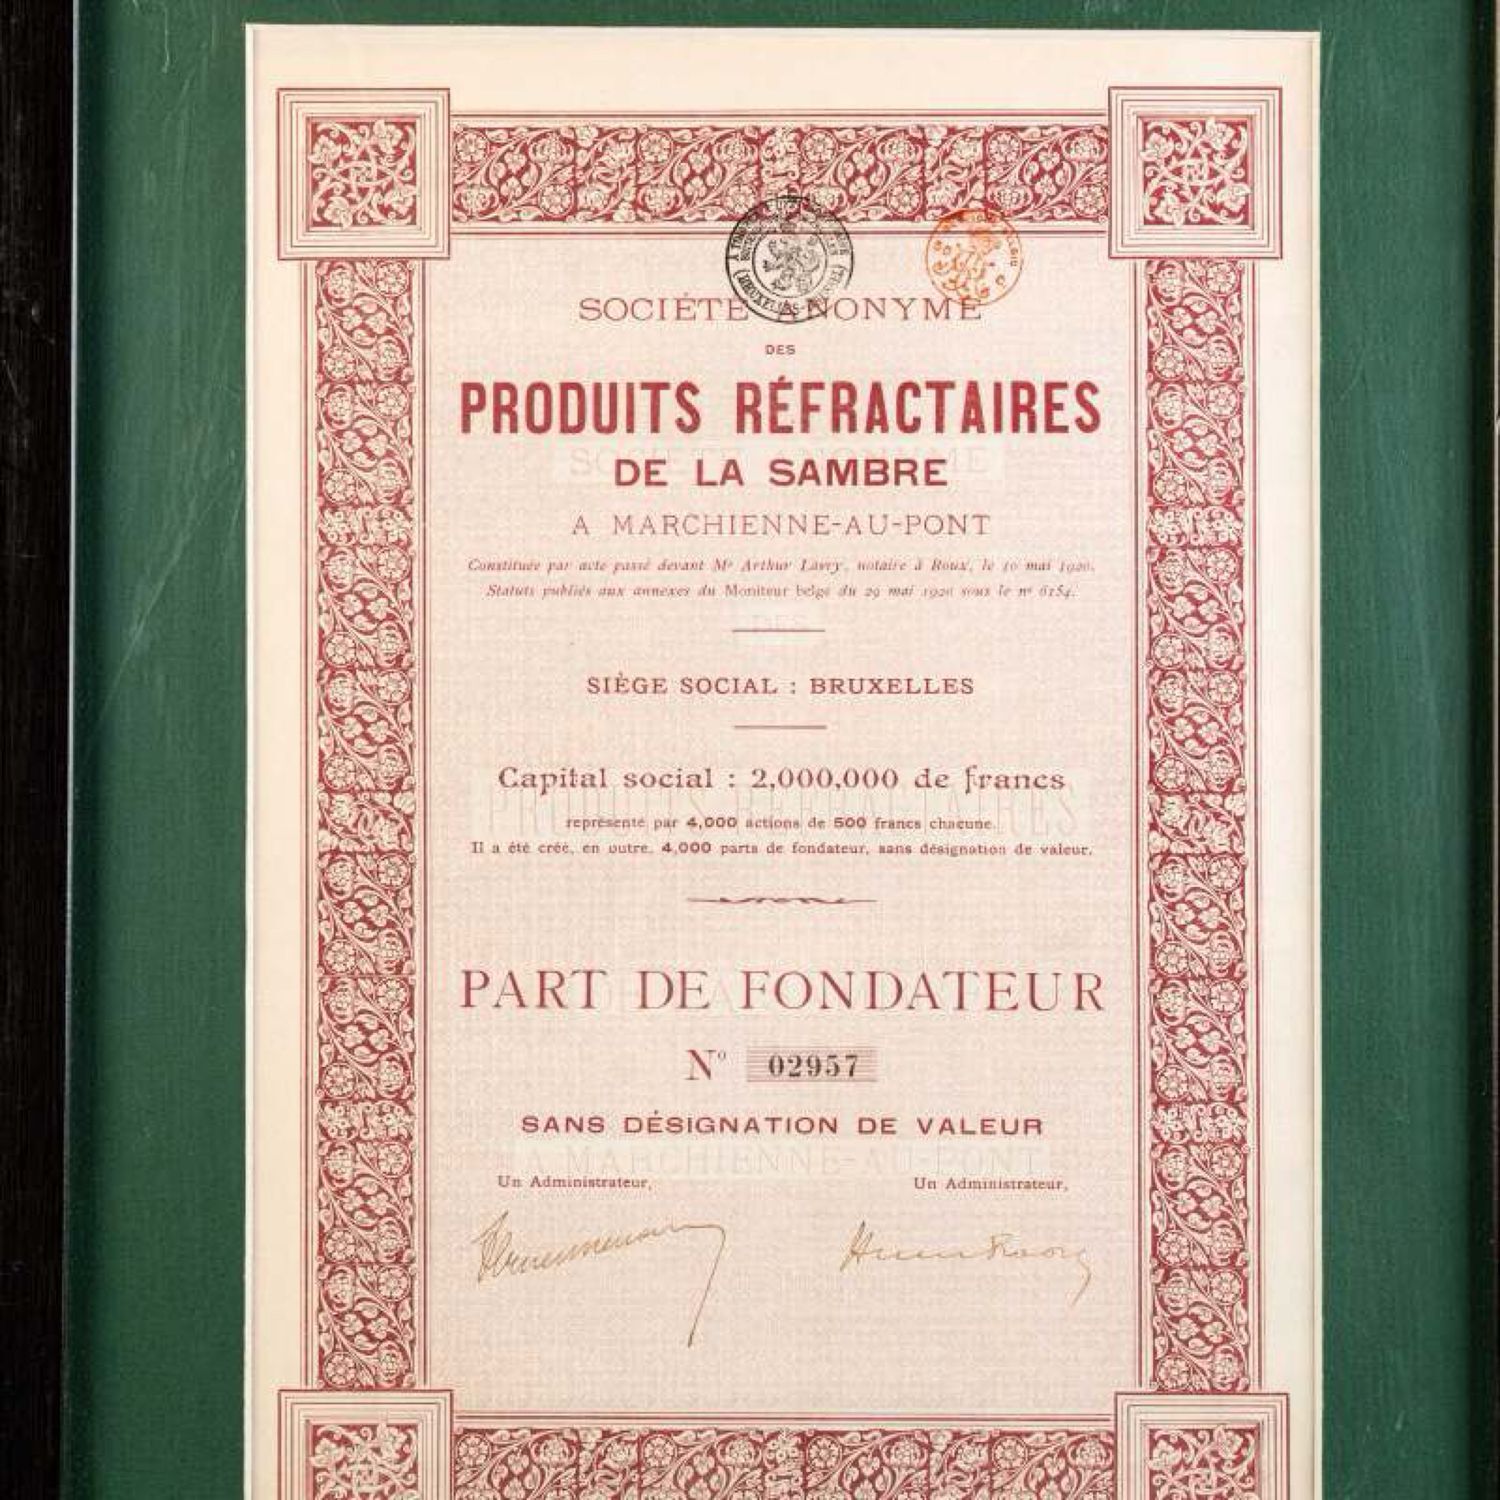 SOCIÉTÉ ANONYME
DES
PRODUITS RÉFRACTAIRES
DE LA SAMBRE
A MARCHIENNE-AU-PONT
Constituée par acte passé devant Mᵉ Arthur Lavry, notaire à Roux, le 10 mai 1920.
Statuts publiés aux annexes du Moniteur belge du 29 mai 1920 sous le nº 6154.
SIÈGE SOCIAL : BRUXELLES
Capital social : 2,000,000 de francs
représenté par 4,000 actions de 500 francs chacune.
Il a été créé, en outre, 4,000 parts de fondateur, sans désignation de valeur.
PART DE FONDATEUR
Nº 02957
SANS DÉSIGNATION DE VALEUR
A MARCHIENNE-AU-PONT
Un Administrateur, Un Administrateur,